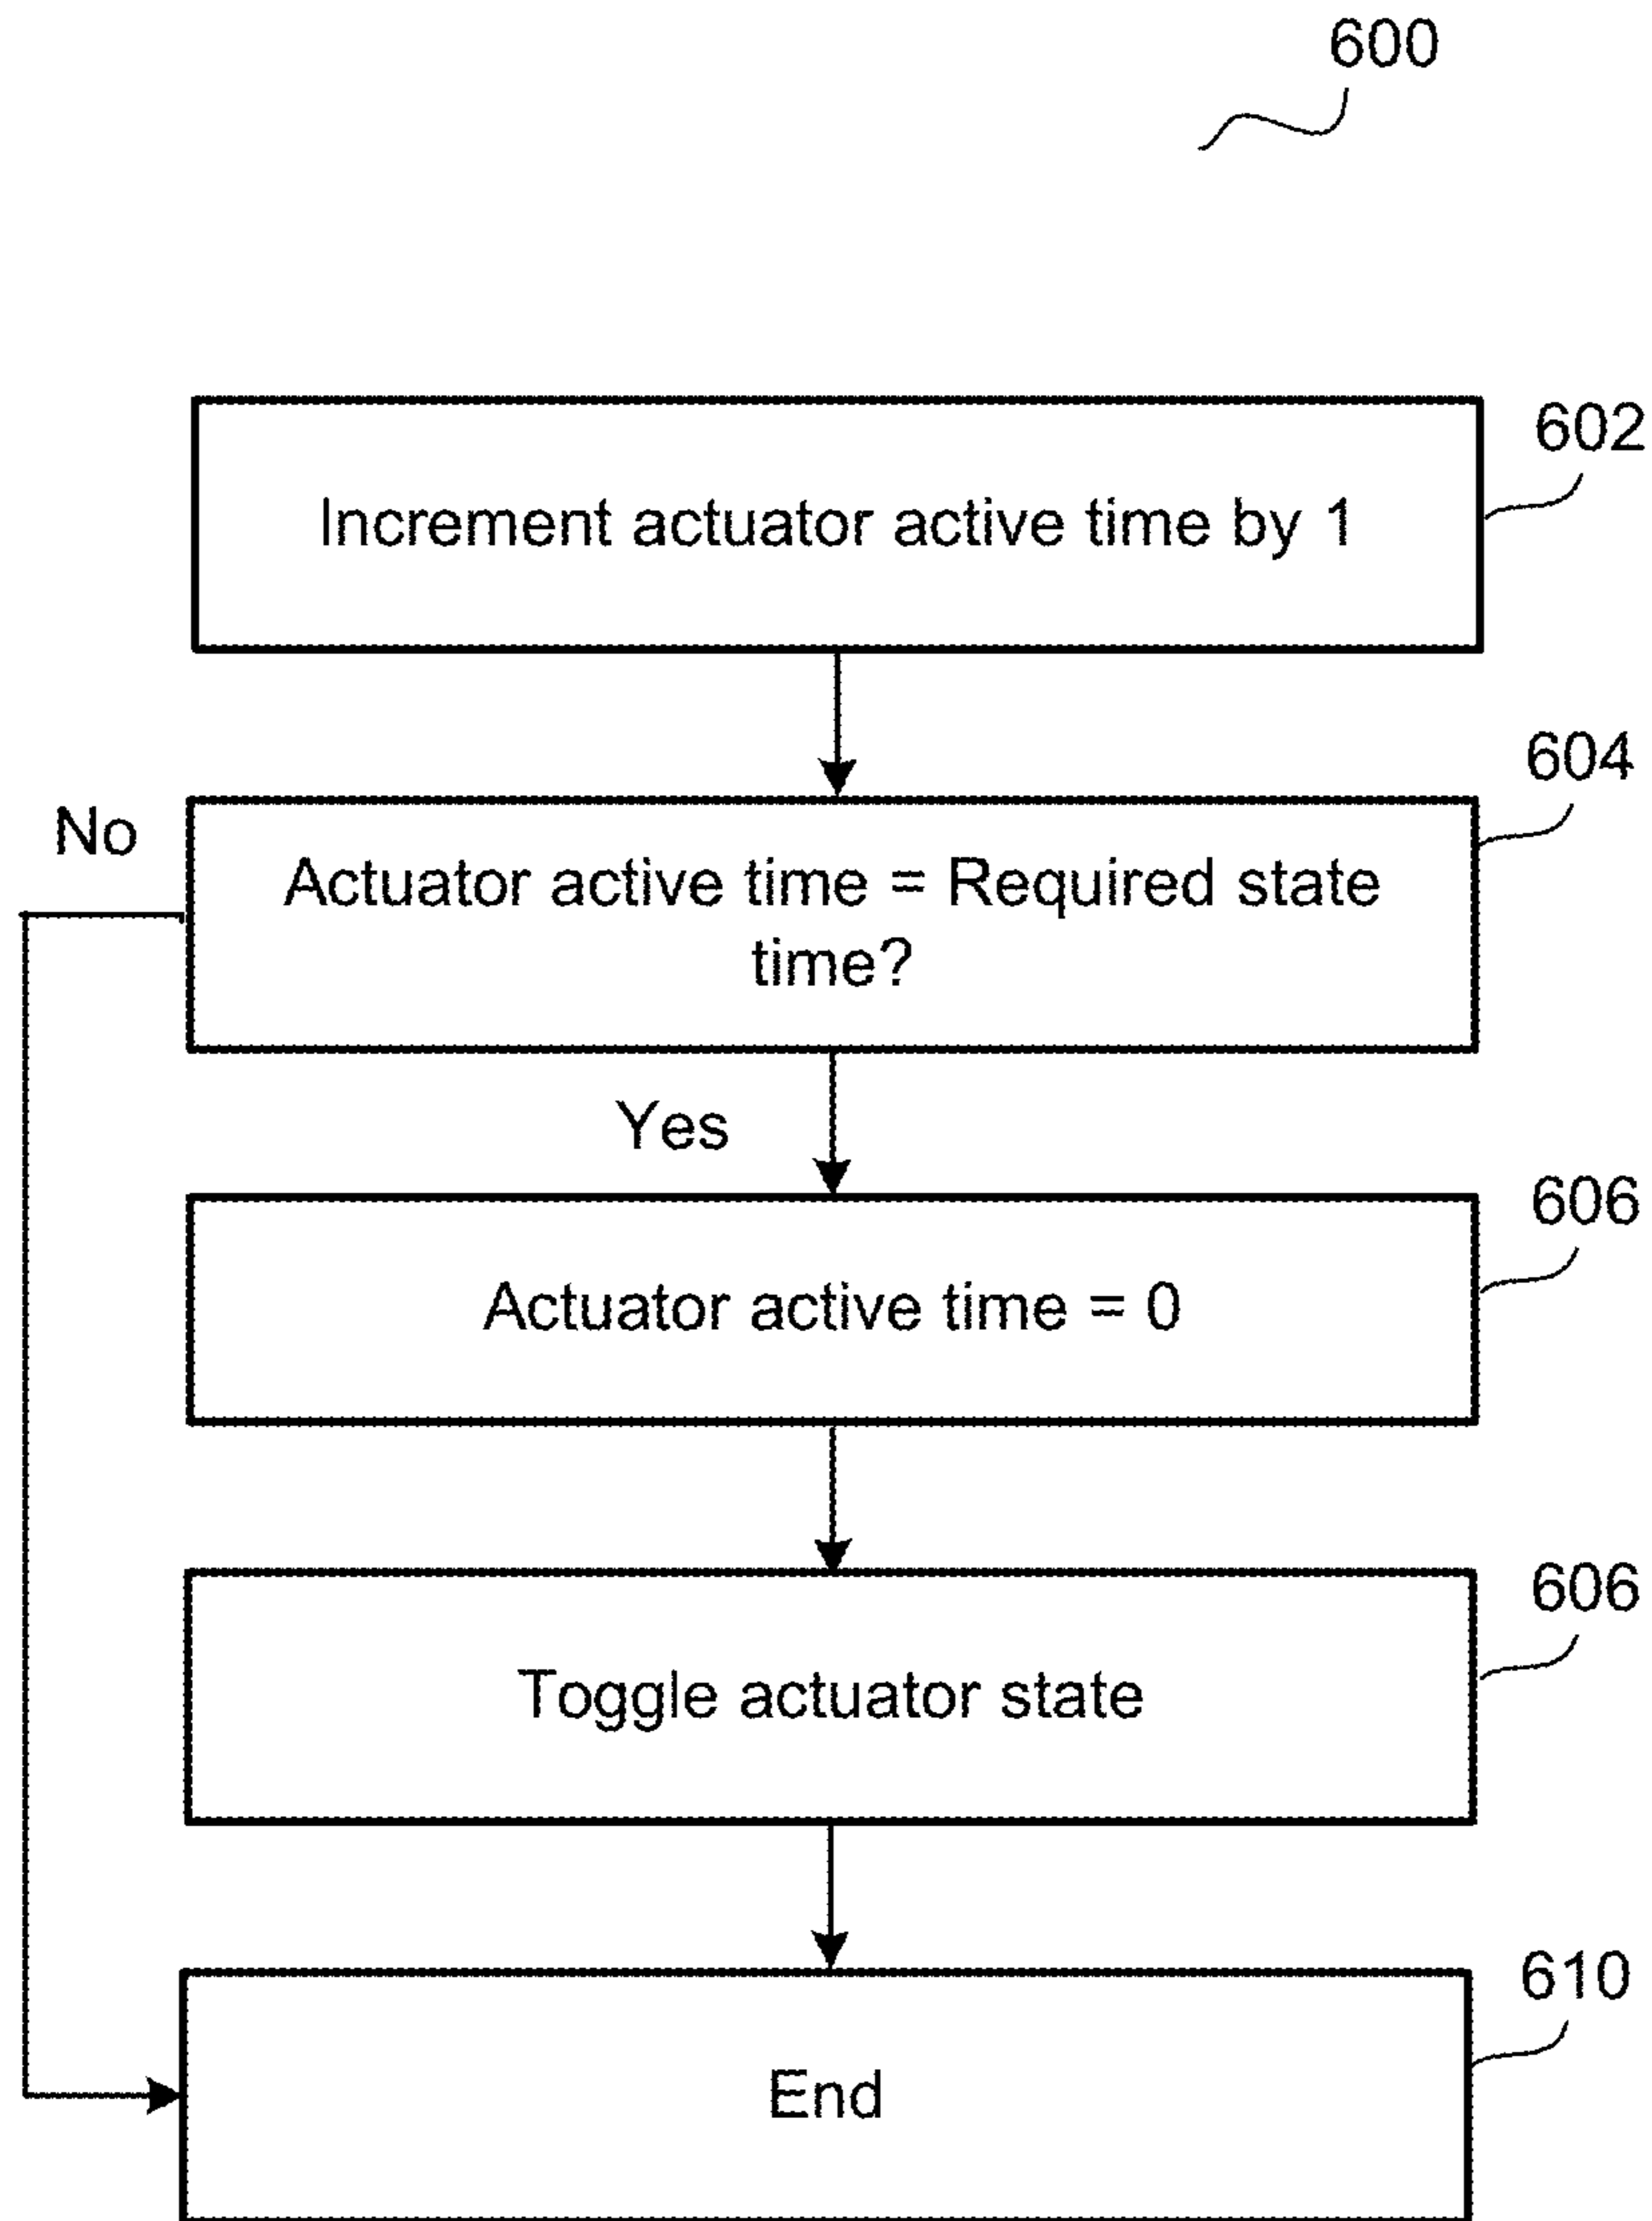 600
602
Increment actuator active time by 1
604
No
Actuator active time = Required state
time?
Yes
606
Actuator active time = 0
606
Toggle actuator state
610
End